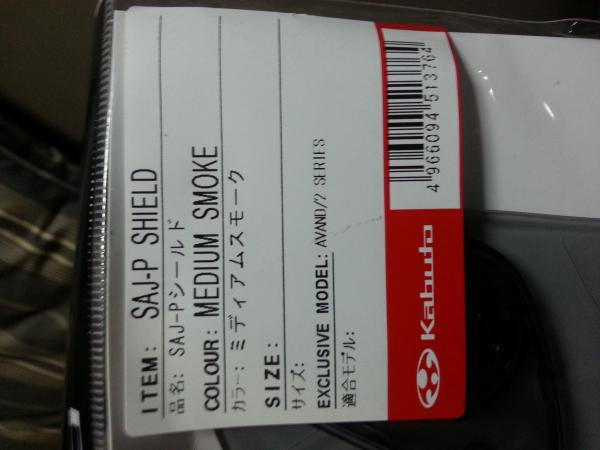 ITEM: SAJ-P SHIELD
品名: SAJ-Pシールド
COLOUR: MEDIUM SMOKE
カラー: ミディアムスモーク
SIZE:
サイズ:
EXCLUSIVE MODEL: AVAND/2 SERIES
適合モデル:
4 966094 513764
Kabuto